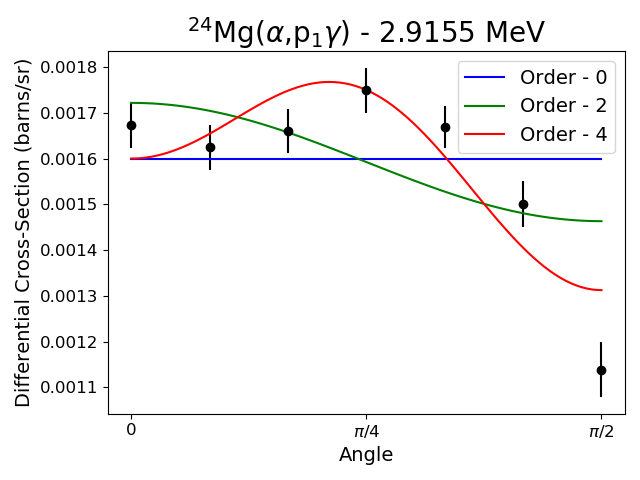 ²⁴Mg(α,p₁γ) - 2.9155 MeV
Differential Cross-Section (barns/sr)
0.0018
0.0017
0.0016
0.0015
0.0014
0.0013
0.0012
0.0011
Order - 0
Order - 2
Order - 4
0
π/4
π/2
Angle